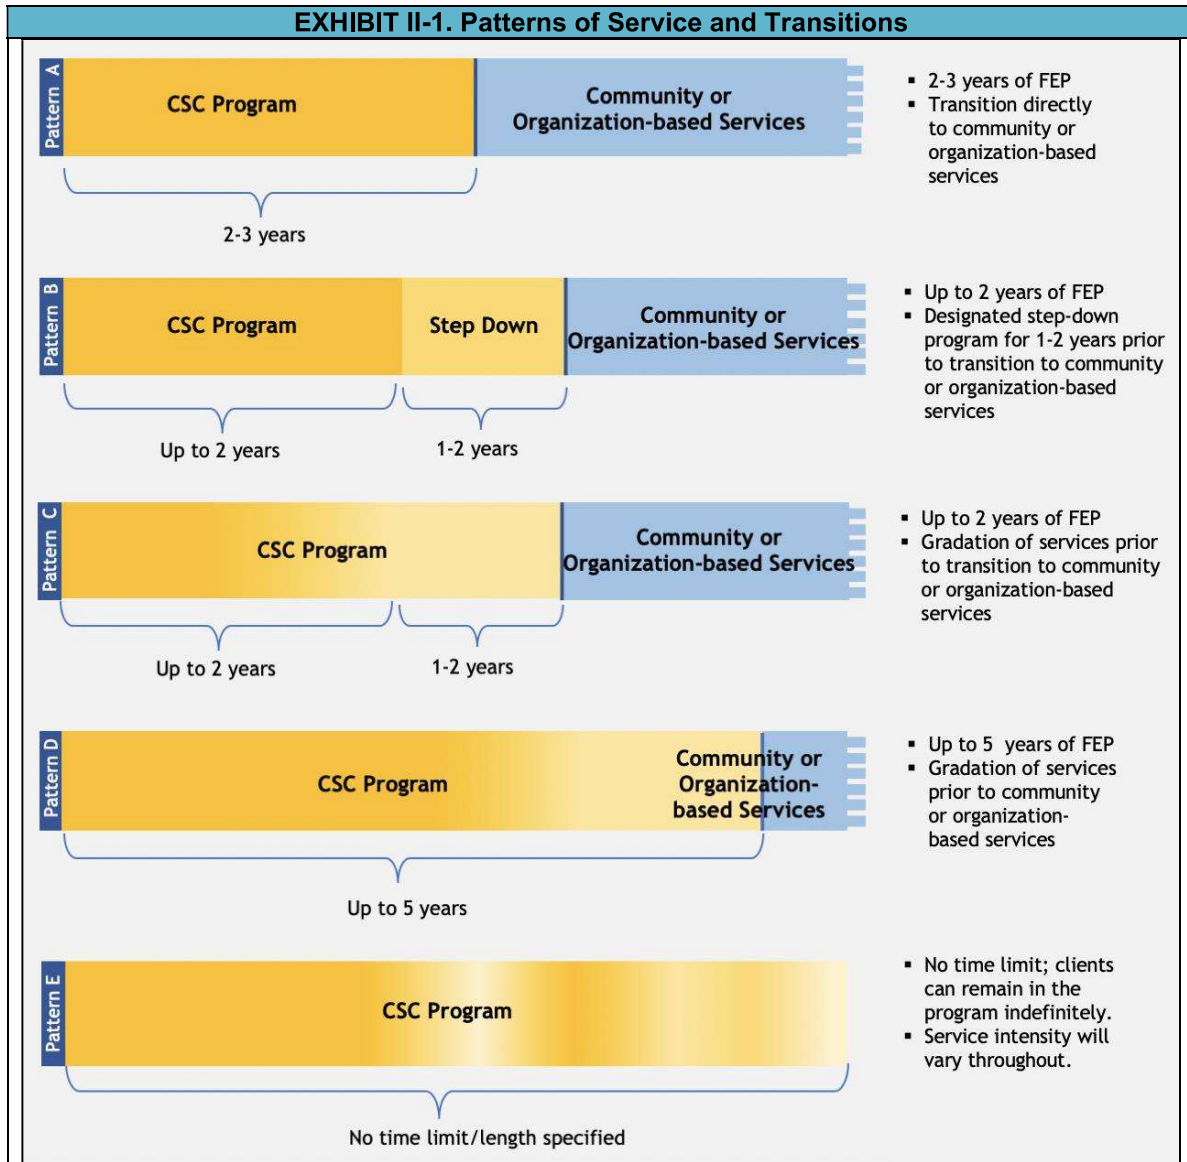 EXHIBIT II-1. Patterns of Service and Transitions
Pattern A
CSC Program
Community or
Organization-based Services
2-3 years
▪ 2-3 years of FEP
▪ Transition directly
to community or
organization-based
services
Pattern B
CSC Program
Step Down
Community or
Organization-based Services
Up to 2 years
1-2 years
▪ Up to 2 years of FEP
▪ Designated step-down
program for 1-2 years prior
to transition to community
or organization-based
services
Pattern C
CSC Program
Community or
Organization-based Services
Up to 2 years
1-2 years
▪ Up to 2 years of FEP
▪ Gradation of services prior
to transition to community
or organization-based
services
Pattern D
CSC Program
Community or
Organization-
based Services
Up to 5 years
▪ Up to 5 years of FEP
▪ Gradation of services
prior to community
or organization-
based services
Pattern E
CSC Program
No time limit/length specified
▪ No time limit; clients
can remain in the
program indefinitely.
▪ Service intensity will
vary throughout.